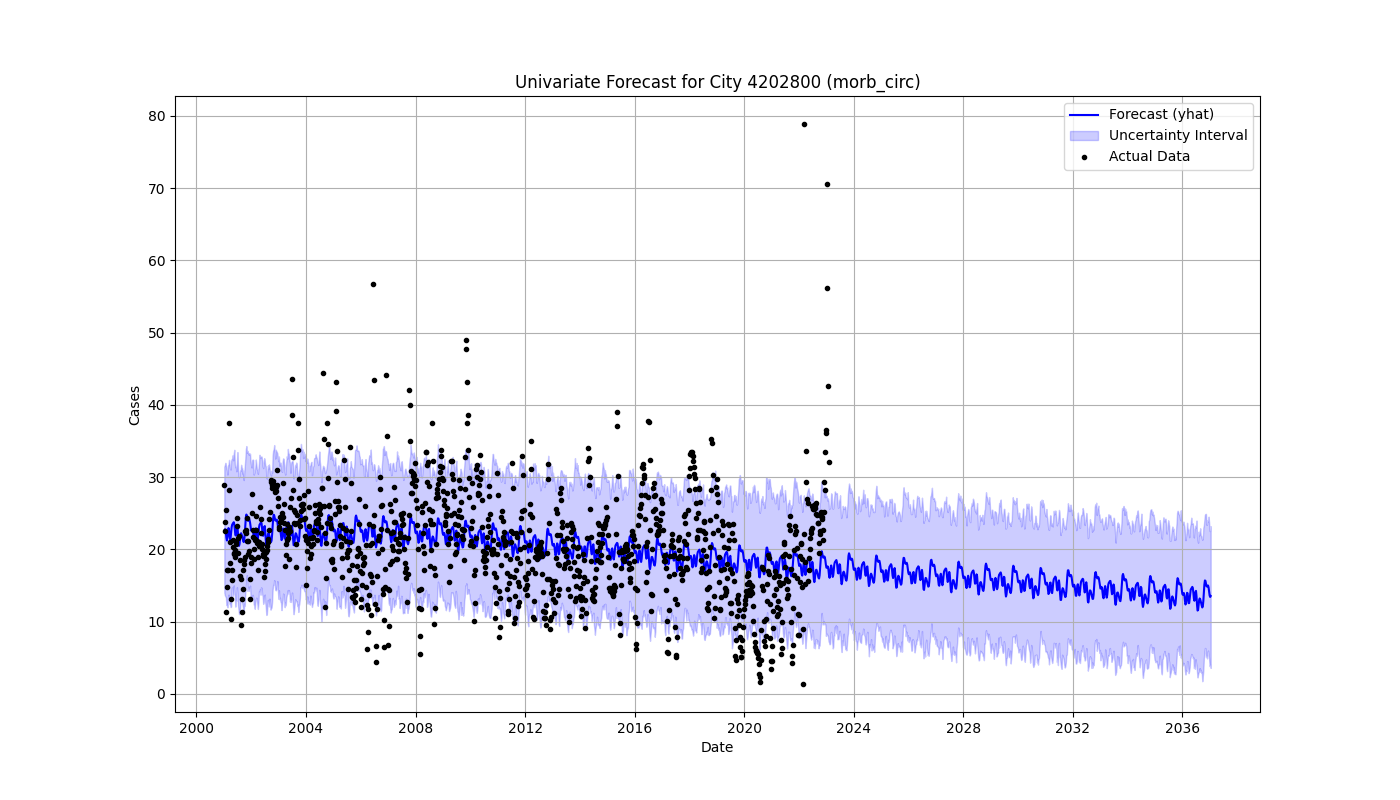 Univariate Forecast for City 4202800 (morb_circ)
Forecast (yhat)
Uncertainty Interval
Actual Data
80
70
60
50
40
30
20
10
0
Cases
2000 2004 2008 2012 2016 2020 2024 2028 2032 2036
Date